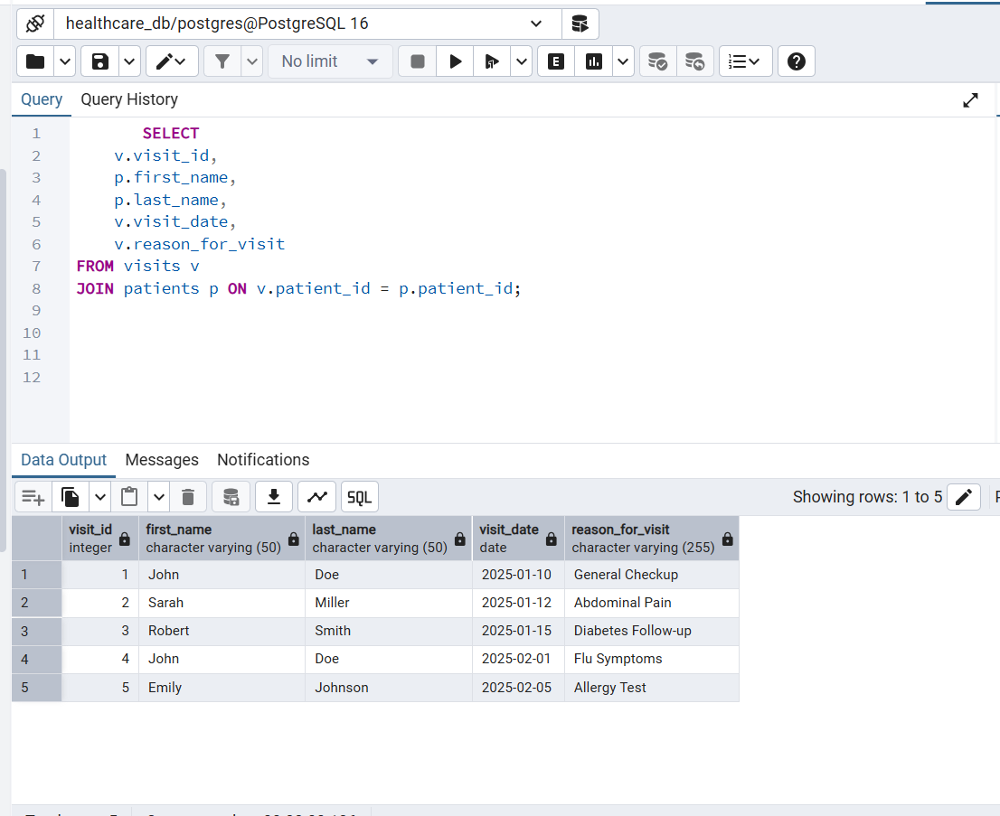 healthcare_db/postgres@PostgreSQL 16
No limit
E
Query Query History
1 SELECT
2 v.visit_id,
3 p.first_name,
4 p.last_name,
5 v.visit_date,
6 v.reason_for_visit
7 FROM visits v
8 JOIN patients p ON v.patient_id = p.patient_id;
9
10
11
12
Data Output Messages Notifications
SQL
Showing rows: 1 to 5
visit_id first_name last_name visit_date reason_for_visit
integer character varying (50) character varying (50) date character varying (255)
1 1 John Doe 2025-01-10 General Checkup
2 2 Sarah Miller 2025-01-12 Abdominal Pain
3 3 Robert Smith 2025-01-15 Diabetes Follow-up
4 4 John Doe 2025-02-01 Flu Symptoms
5 5 Emily Johnson 2025-02-05 Allergy Test